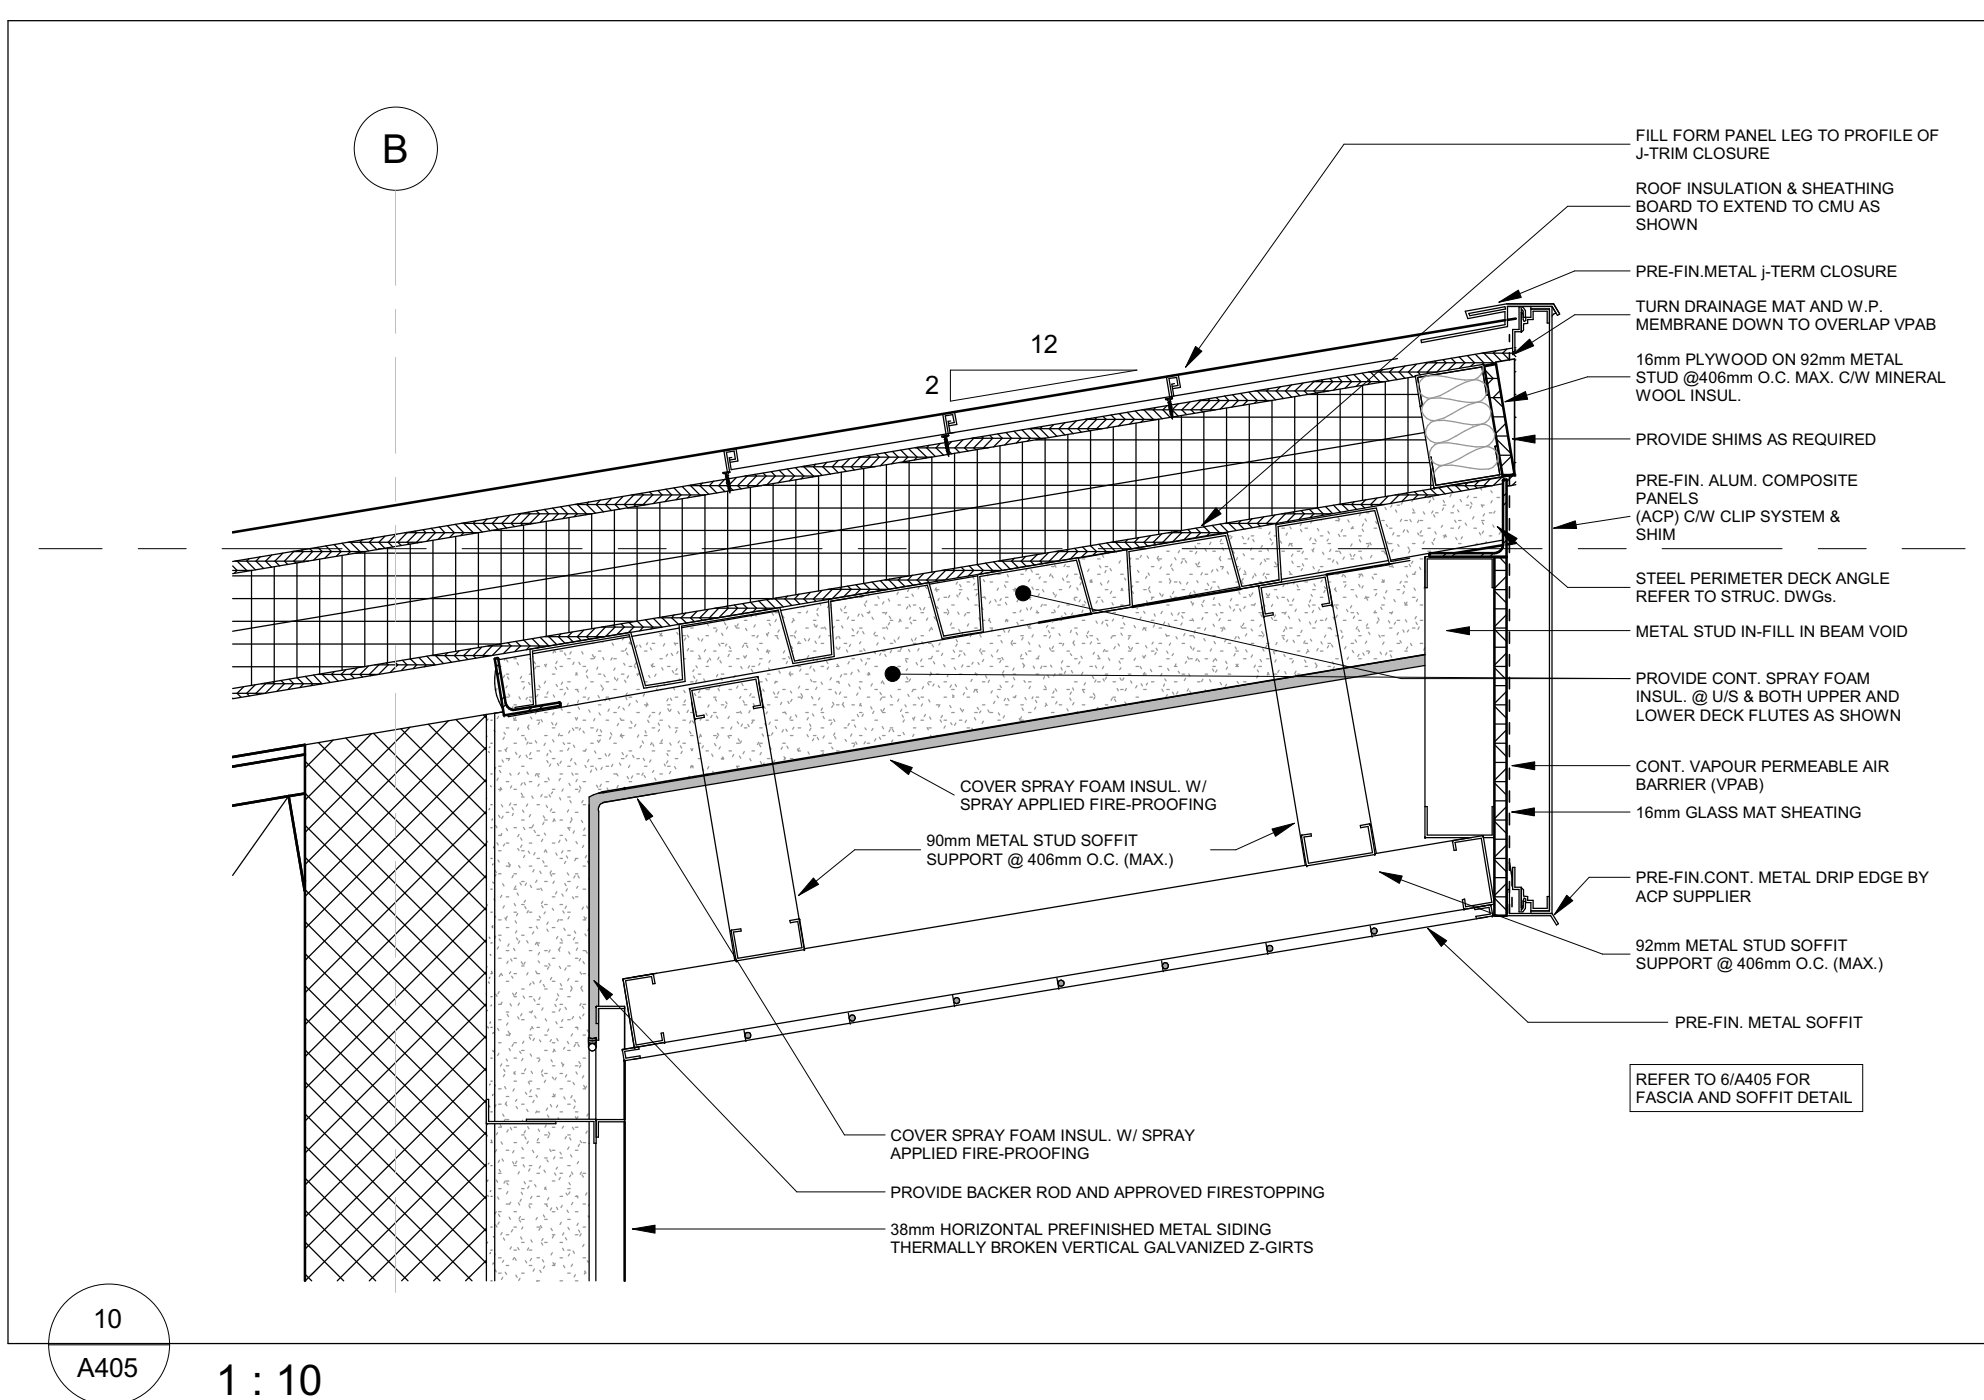 B
FILL FORM PANEL LEG TO PROFILE OF
J-TRIM CLOSURE
ROOF INSULATION & SHEATHING
BOARD TO EXTEND TO CMU AS
SHOWN
PRE-FIN.METAL j-TERM CLOSURE
TURN DRAINAGE MAT AND W.P.
MEMBRANE DOWN TO OVERLAP VPAB
12
2
16mm PLYWOOD ON 92mm METAL
STUD @406mm O.C. MAX. C/W MINERAL
WOOL INSUL.
PROVIDE SHIMS AS REQUIRED
PRE-FIN. ALUM. COMPOSITE
PANELS
(ACP) C/W CLIP SYSTEM &
SHIM
STEEL PERIMETER DECK ANGLE
REFER TO STRUC. DWGs.
METAL STUD IN-FILL IN BEAM VOID
PROVIDE CONT. SPRAY FOAM
INSUL. @ U/S & BOTH UPPER AND
LOWER DECK FLUTES AS SHOWN
CONT. VAPOUR PERMEABLE AIR
BARRIER (VPAB)
16mm GLASS MAT SHEATING
COVER SPRAY FOAM INSUL. W/
SPRAY APPLIED FIRE-PROOFING
90mm METAL STUD SOFFIT
SUPPORT @ 406mm O.C. (MAX.)
PRE-FIN.CONT. METAL DRIP EDGE BY
ACP SUPPLIER
92mm METAL STUD SOFFIT
SUPPORT @ 406mm O.C. (MAX.)
PRE-FIN. METAL SOFFIT
REFER TO 6/A405 FOR
FASCIA AND SOFFIT DETAIL
COVER SPRAY FOAM INSUL. W/ SPRAY
APPLIED FIRE-PROOFING
PROVIDE BACKER ROD AND APPROVED FIRESTOPPING
38mm HORIZONTAL PREFINISHED METAL SIDING
THERMALLY BROKEN VERTICAL GALVANIZED Z-GIRTS
10
A405
1 : 10